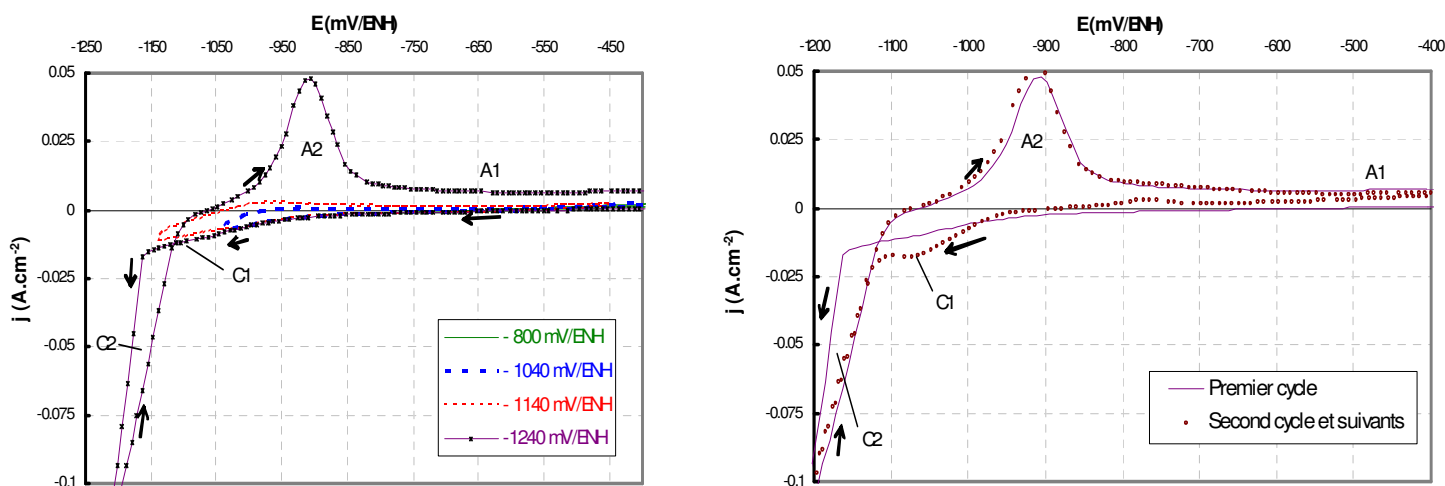 E (mV/ENH)
-1250 -1150 -1050 -950 -850 -750 -650 -550 -450
0.05
0.025
0
-0.025
-0.05
-0.075
-0.1
j (A.cm-2)
A2
A1
C1
C2
- 800 mV/ENH
- 1040 mV/ENH
- 1140 mV/ENH
-1240 mV/ENH
E (mV/ENH)
-1200 -1100 -1000 -900 -800 -700 -600 -500 -400
0.05
0.025
0
-0.025
-0.05
-0.075
-0.1
j (A.cm-2)
A2
A1
C1
C2
Premier cycle
Second cycle et suivants